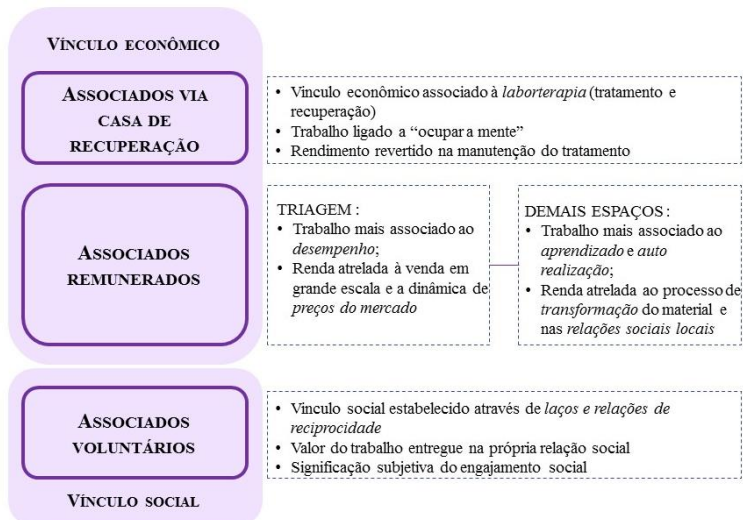 VÍNCULO ECONÔMICO
ASSOCIADOS VIA
CASA DE
RECUPERAÇÃO
• Vinculo econômico associado à laborterapia (tratamento e
recuperação)
• Trabalho ligado a “ocupar a mente”
• Rendimento revertido na manutenção do tratamento
ASSOCIADOS
REMUNERADOS
TRIAGEM :
• Trabalho mais associado ao
desempenho;
• Renda atrelada à venda em
grande escala e a dinâmica de
preços do mercado
DEMAIS ESPAÇOS :
• Trabalho mais associado ao
aprendizado e auto
realização;
• Renda atrelada ao processo de
transformação do material e
nas relações sociais locais
ASSOCIADOS
VOLUNTÁRIOS
• Vinculo social estabelecido através de laços e relações de
reciprocidade
• Valor do trabalho entregue na própria relação social
• Significação subjetiva do engajamento social
VÍNCULO SOCIAL